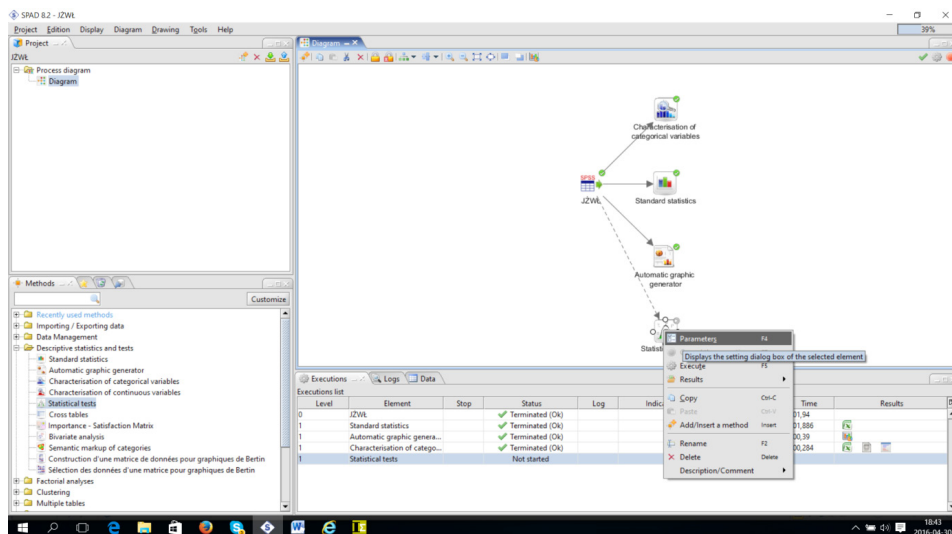 SPAD 8.2 - JŻWŁ
Project Edition Display Diagram Drawing Tools Help
39%
Project
Diagram
JŻWŁ
Process diagram
Diagram
Characterisation of
categorical variables
SPSS
JŻWŁ
Standard statistics
Automatic graphic
generator
Methods
Customize
Recently used methods
Importing / Exporting data
Data Management
Descriptive statistics and tests
Standard statistics
Automatic graphic generator
Characterisation of categorical variables
Characterisation of continuous variables
Statistical tests
Cross tables
Importance - Satisfaction Matrix
Bivariate analysis
Semantic markup of categories
Construction d'une matrice de données pour graphiques de Bertin
Sélection des données d'une matrice pour graphiques de Bertin
Factorial analyses
Clustering
Multiple tables
Parameters F4
Displays the setting dialog box of the selected element
Execute F5
Results
Copy Ctrl-C
Paste Ctrl-V
Add/Insert a method Insert
Rename F2
Delete Delete
Description/Comment
Executions Logs Data
Executions list
Level Element Stop Status Log Indic Time Results
0 JŻWŁ Terminated (Ok) 01,94
1 Standard statistics Terminated (Ok) 01,886
1 Automatic graphic genera... Terminated (Ok) 00,39
1 Characterisation of catego... Terminated (Ok) 00,284
1 Statistical tests Not started
18:43
2016-04-30